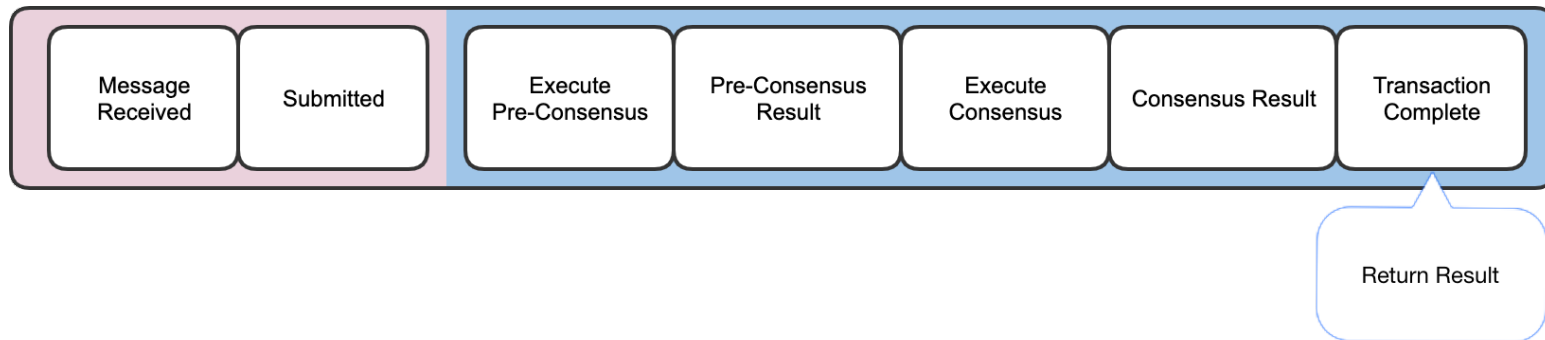 Message
Received
Submitted
Execute
Pre-Consensus
Pre-Consensus
Result
Execute
Consensus
Consensus Result
Transaction
Complete
Return Result